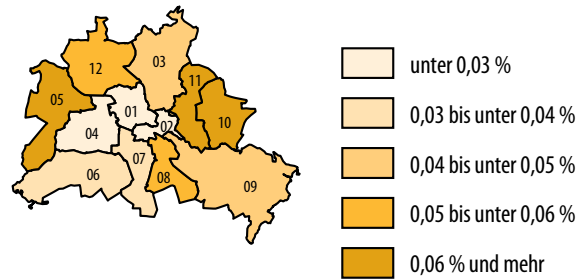 12
03
05
11
01
02
10
04
07
06
08
09
unter 0,03 %
0,03 bis unter 0,04 %
0,04 bis unter 0,05 %
0,05 bis unter 0,06 %
0,06 % und mehr